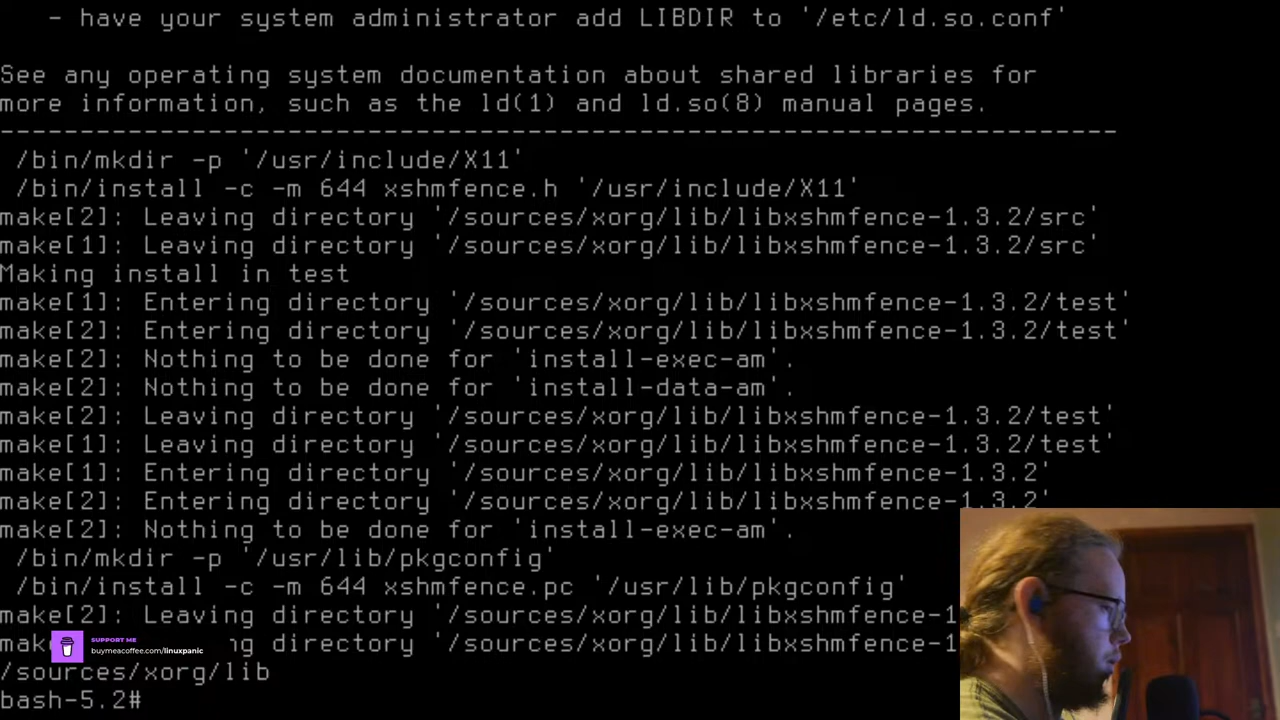 - have your system administrator add LIBDIR to '/etc/ld.so.conf'
See any operating system documentation about shared libraries for
more information, such as the ld(1) and ld.so(8) manual pages.
----------------------------------------------------------------------
/bin/mkdir -p '/usr/include/X11'
/bin/install -c -m 644 xshmfence.h '/usr/include/X11'
make[2]: Leaving directory '/sources/xorg/lib/libxshmfence-1.3.2/src'
make[1]: Leaving directory '/sources/xorg/lib/libxshmfence-1.3.2/src'
Making install in test
make[1]: Entering directory '/sources/xorg/lib/libxshmfence-1.3.2/test'
make[2]: Entering directory '/sources/xorg/lib/libxshmfence-1.3.2/test'
make[2]: Nothing to be done for 'install-exec-am'.
make[2]: Nothing to be done for 'install-data-am'.
make[2]: Leaving directory '/sources/xorg/lib/libxshmfence-1.3.2/test'
make[1]: Leaving directory '/sources/xorg/lib/libxshmfence-1.3.2/test'
make[1]: Entering directory '/sources/xorg/lib/libxshmfence-1.3.2'
make[2]: Entering directory '/sources/xorg/lib/libxshmfence-1.3.2'
make[2]: Nothing to be done for 'install-exec-am'.
/bin/mkdir -p '/usr/lib/pkgconfig'
/bin/install -c -m 644 xshmfence.pc '/usr/lib/pkgconfig'
make[2]: Leaving directory '/sources/xorg/lib/libxshmfence-1
directory '/sources/xorg/lib/libxshmfence-1
SUPPORT ME
buymeacoffee.com/linuxpanic
/sources/xorg/lib
bash-5.2#